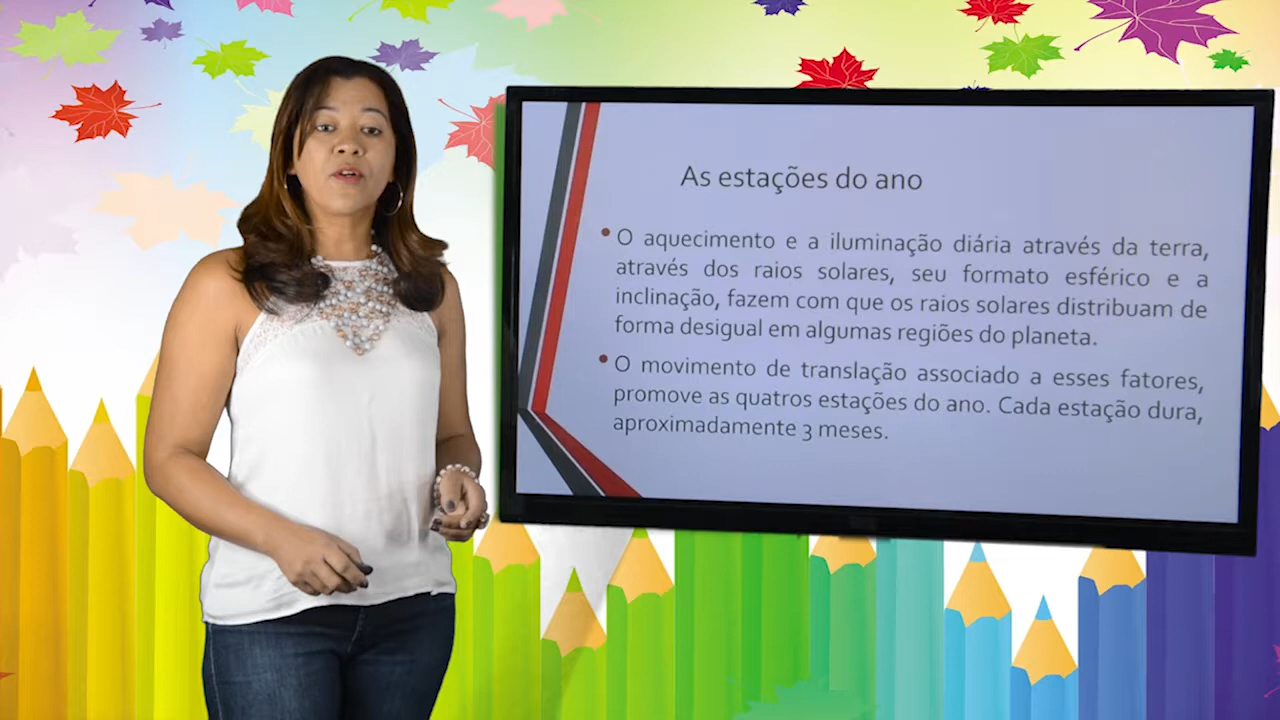 As estações do ano
• O aquecimento e a iluminação diária através da terra,
através dos raios solares, seu formato esférico e a
inclinação, fazem com que os raios solares distribuam de
forma desigual em algumas regiões do planeta.
• O movimento de translação associado a esses fatores,
promove as quatros estações do ano. Cada estação dura,
aproximadamente 3 meses.